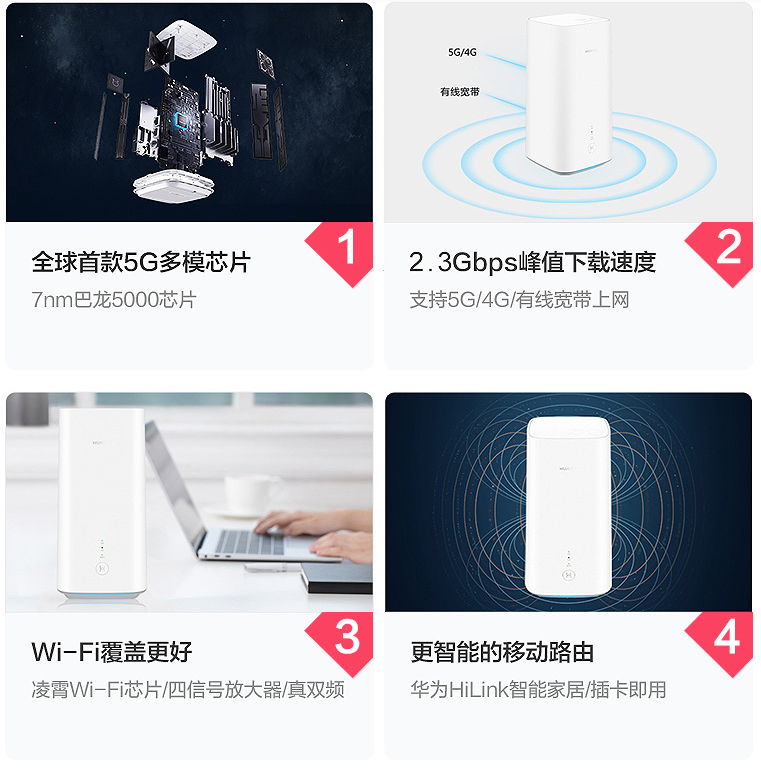 5G/4G
有线宽带
HUAWEI
1
全球首款5G多模芯片
7nm巴龙5000芯片
2
2.3Gbps峰值下载速度
支持5G/4G/有线宽带上网
3
Wi-Fi覆盖更好
凌霄Wi-Fi芯片/四信号放大器/真双频
HUAWEI
4
更智能的移动路由
华为HiLink智能家居/插卡即用